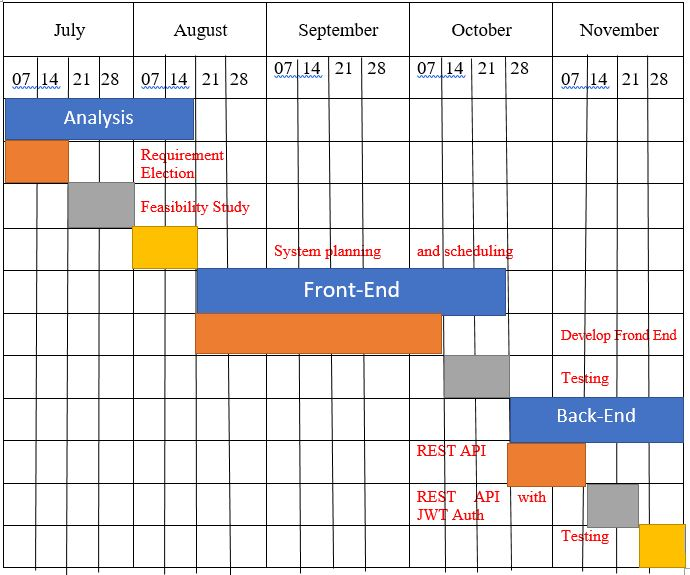 July August September October November
07 14 21 28 07 14 21 28 07 14 21 28 07 14 21 28 07 14 21 28
Analysis
Requirement
Election
Feasibility Study
System planning and scheduling
Front-End
Develop Frond End
Testing
Back-End
REST API
REST API with
JWT Auth
Testing